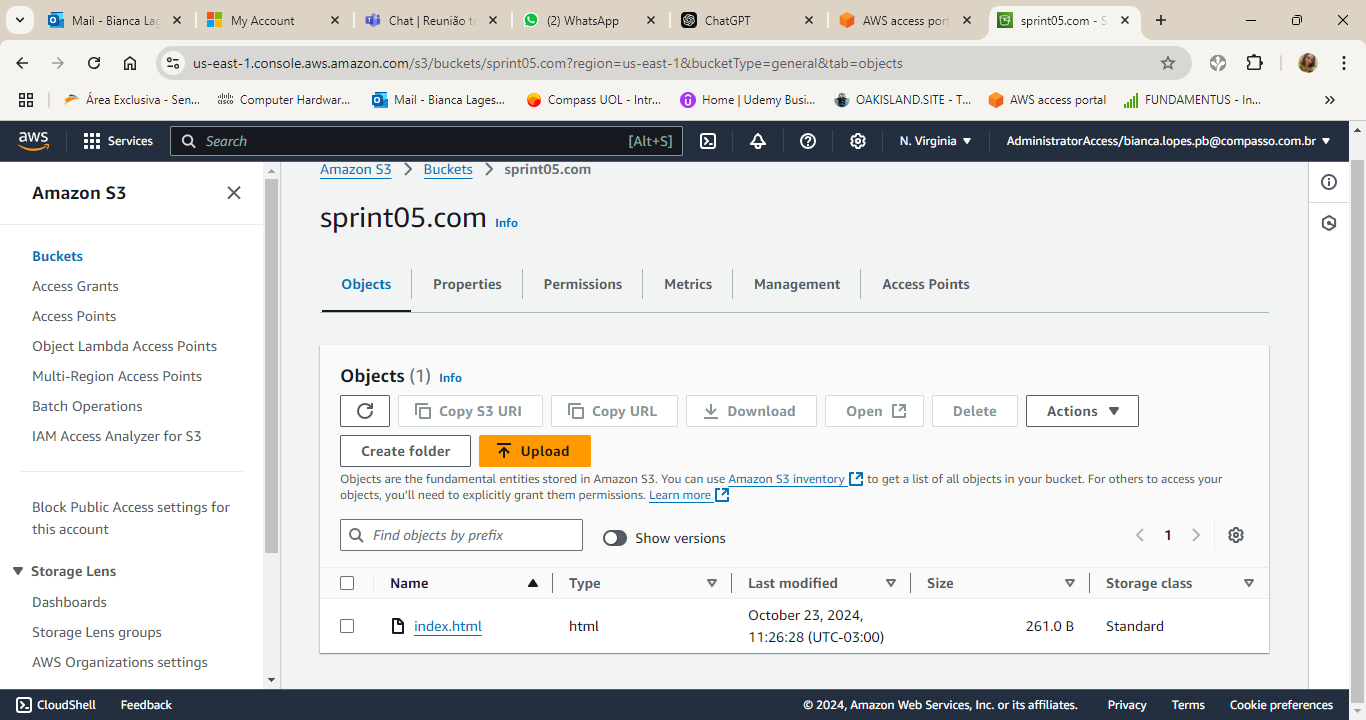 Mail - Bianca Lag
My Account
Chat | Reunião t
(2) WhatsApp
ChatGPT
AWS access port
sprint05.com - S
us-east-1.console.aws.amazon.com/s3/buckets/sprint05.com?region=us-east-1&bucketType=general&tab=objects
Área Exclusiva - Sen...
Computer Hardwar...
Mail - Bianca Lages...
Compass UOL - Intr...
Home | Udemy Busi...
OAKISLAND.SITE - T...
AWS access portal
FUNDAMENTUS - In...
aws
Services
Search
[Alt+S]
N. Virginia
AdministratorAccess/bianca.lopes.pb@compasso.com.br
Amazon S3
Buckets
Access Grants
Access Points
Object Lambda Access Points
Multi-Region Access Points
Batch Operations
IAM Access Analyzer for S3
Block Public Access settings for
this account
Storage Lens
Dashboards
Storage Lens groups
AWS Organizations settings
Amazon S3 > Buckets > sprint05.com
sprint05.com Info
Objects
Properties
Permissions
Metrics
Management
Access Points
Objects (1) Info
Copy S3 URI
Copy URL
Download
Open
Delete
Actions
Create folder
Upload
Objects are the fundamental entities stored in Amazon S3. You can use Amazon S3 inventory to get a list of all objects in your bucket. For others to access your
objects, you'll need to explicitly grant them permissions. Learn more
Find objects by prefix
Show versions
1
Name
Type
Last modified
Size
Storage class
index.html
html
October 23, 2024,
11:26:28 (UTC-03:00)
261.0 B
Standard
CloudShell
Feedback
© 2024, Amazon Web Services, Inc. or its affiliates.
Privacy
Terms
Cookie preferences